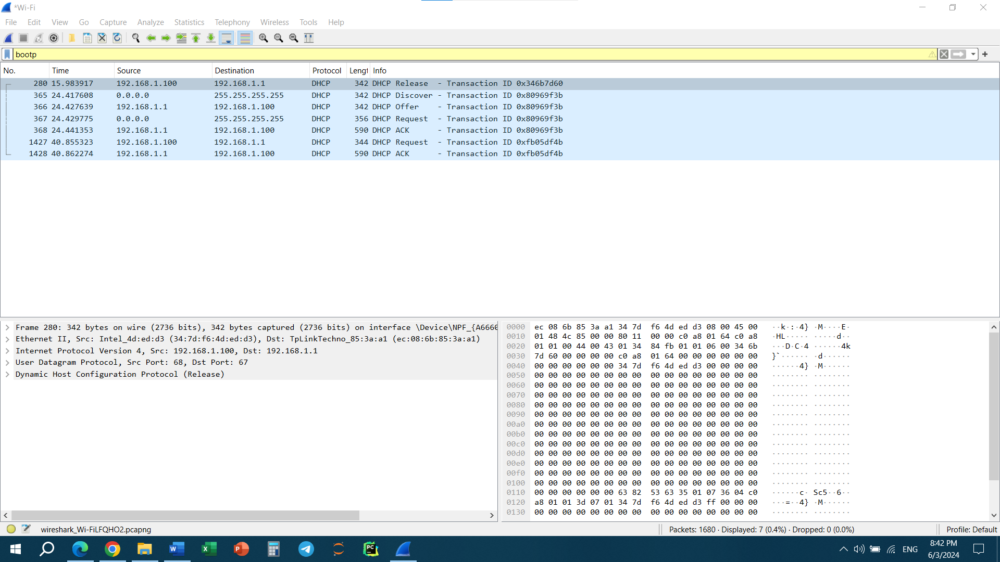 *Wi-Fi
File Edit View Go Capture Analyze Statistics Telephony Wireless Tools Help
bootp
No. Time Source Destination Protocol Lengt Info
280 15.983917 192.168.1.100 192.168.1.1 DHCP 342 DHCP Release - Transaction ID 0x346b7d60
365 24.417608 0.0.0.0 255.255.255.255 DHCP 342 DHCP Discover - Transaction ID 0x80969f3b
366 24.427639 192.168.1.1 192.168.1.100 DHCP 342 DHCP Offer - Transaction ID 0x80969f3b
367 24.429775 0.0.0.0 255.255.255.255 DHCP 356 DHCP Request - Transaction ID 0x80969f3b
368 24.441353 192.168.1.1 192.168.1.100 DHCP 590 DHCP ACK - Transaction ID 0x80969f3b
1427 40.855323 192.168.1.100 192.168.1.1 DHCP 344 DHCP Request - Transaction ID 0xfb05df4b
1428 40.862274 192.168.1.1 192.168.1.100 DHCP 590 DHCP ACK - Transaction ID 0xfb05df4b
Frame 280: 342 bytes on wire (2736 bits), 342 bytes captured (2736 bits) on interface \Device\NPF_{A6660
Ethernet II, Src: Intel_4d:ed:d3 (34:7d:f6:4d:ed:d3), Dst: TpLinkTechno_85:3a:a1 (ec:08:6b:85:3a:a1)
Internet Protocol Version 4, Src: 192.168.1.100, Dst: 192.168.1.1
User Datagram Protocol, Src Port: 68, Dst Port: 67
Dynamic Host Configuration Protocol (Release)
0000 ec 08 6b 85 3a a1 34 7d f6 4d ed d3 08 00 45 00 ··k·:·4} ·M····E·
0010 01 48 4c 85 00 00 80 11 00 00 c0 a8 01 64 c0 a8 ·HL····· ·····d··
0020 01 01 00 44 00 43 01 34 84 fb 01 01 06 00 34 6b ···D·C·4 ······4k
0030 7d 60 00 00 00 00 c0 a8 01 64 00 00 00 00 00 00 }`······ ·d······
0040 00 00 00 00 00 00 34 7d f6 4d ed d3 00 00 00 00 ······4} ·M······
0050 00 00 00 00 00 00 00 00 00 00 00 00 00 00 00 00 ········ ········
0060 00 00 00 00 00 00 00 00 00 00 00 00 00 00 00 00 ········ ········
0070 00 00 00 00 00 00 00 00 00 00 00 00 00 00 00 00 ········ ········
0080 00 00 00 00 00 00 00 00 00 00 00 00 00 00 00 00 ········ ········
0090 00 00 00 00 00 00 00 00 00 00 00 00 00 00 00 00 ········ ········
00a0 00 00 00 00 00 00 00 00 00 00 00 00 00 00 00 00 ········ ········
00b0 00 00 00 00 00 00 00 00 00 00 00 00 00 00 00 00 ········ ········
00c0 00 00 00 00 00 00 00 00 00 00 00 00 00 00 00 00 ········ ········
00d0 00 00 00 00 00 00 00 00 00 00 00 00 00 00 00 00 ········ ········
00e0 00 00 00 00 00 00 00 00 00 00 00 00 00 00 00 00 ········ ········
00f0 00 00 00 00 00 00 00 00 00 00 00 00 00 00 00 00 ········ ········
0100 00 00 00 00 00 00 00 00 00 00 00 00 00 00 00 00 ········ ········
0110 00 00 00 00 00 00 63 82 53 63 35 01 07 36 04 c0 ······c· Sc5··6··
0120 a8 01 01 3d 07 01 34 7d f6 4d ed d3 ff 00 00 00 ···=··4} ·M······
0130 00 00 00 00 00 00 00 00 00 00 00 00 00 00 00 00 ········ ········
wireshark_Wi-FiLFQHO2.pcapng
Packets: 1680 · Displayed: 7 (0.4%) · Dropped: 0 (0.0%)
Profile: Default
ENG
8:42 PM
6/3/2024